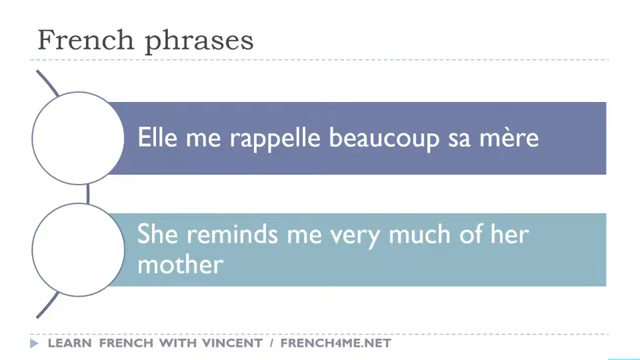 French phrases
Elle me rappelle beaucoup sa mère
She reminds me very much of her
mother
LEARN FRENCH WITH VINCENT / FRENCH4ME.NET